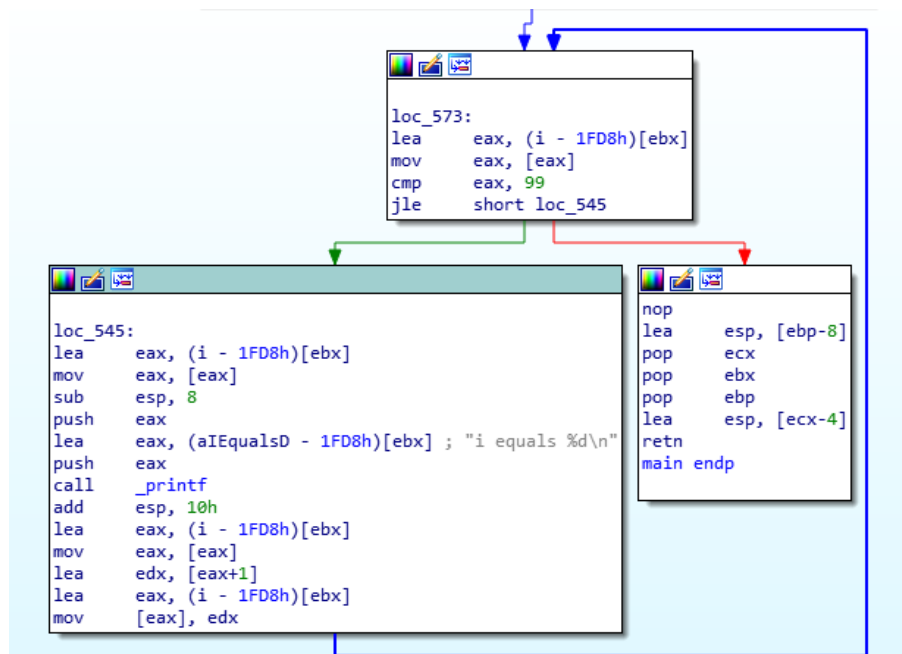 loc_573:
lea eax, (i - 1FD8h)[ebx]
mov eax, [eax]
cmp eax, 99
jle short loc_545
loc_545:
lea eax, (i - 1FD8h)[ebx]
mov eax, [eax]
sub esp, 8
push eax
lea eax, (aIEqualsD - 1FD8h)[ebx] ; "i equals %d\n"
push eax
call _printf
add esp, 10h
lea eax, (i - 1FD8h)[ebx]
mov eax, [eax]
lea edx, [eax+1]
lea eax, (i - 1FD8h)[ebx]
mov [eax], edx
nop
lea esp, [ebp-8]
pop ecx
pop ebx
pop ebp
lea esp, [ecx-4]
retn
main endp